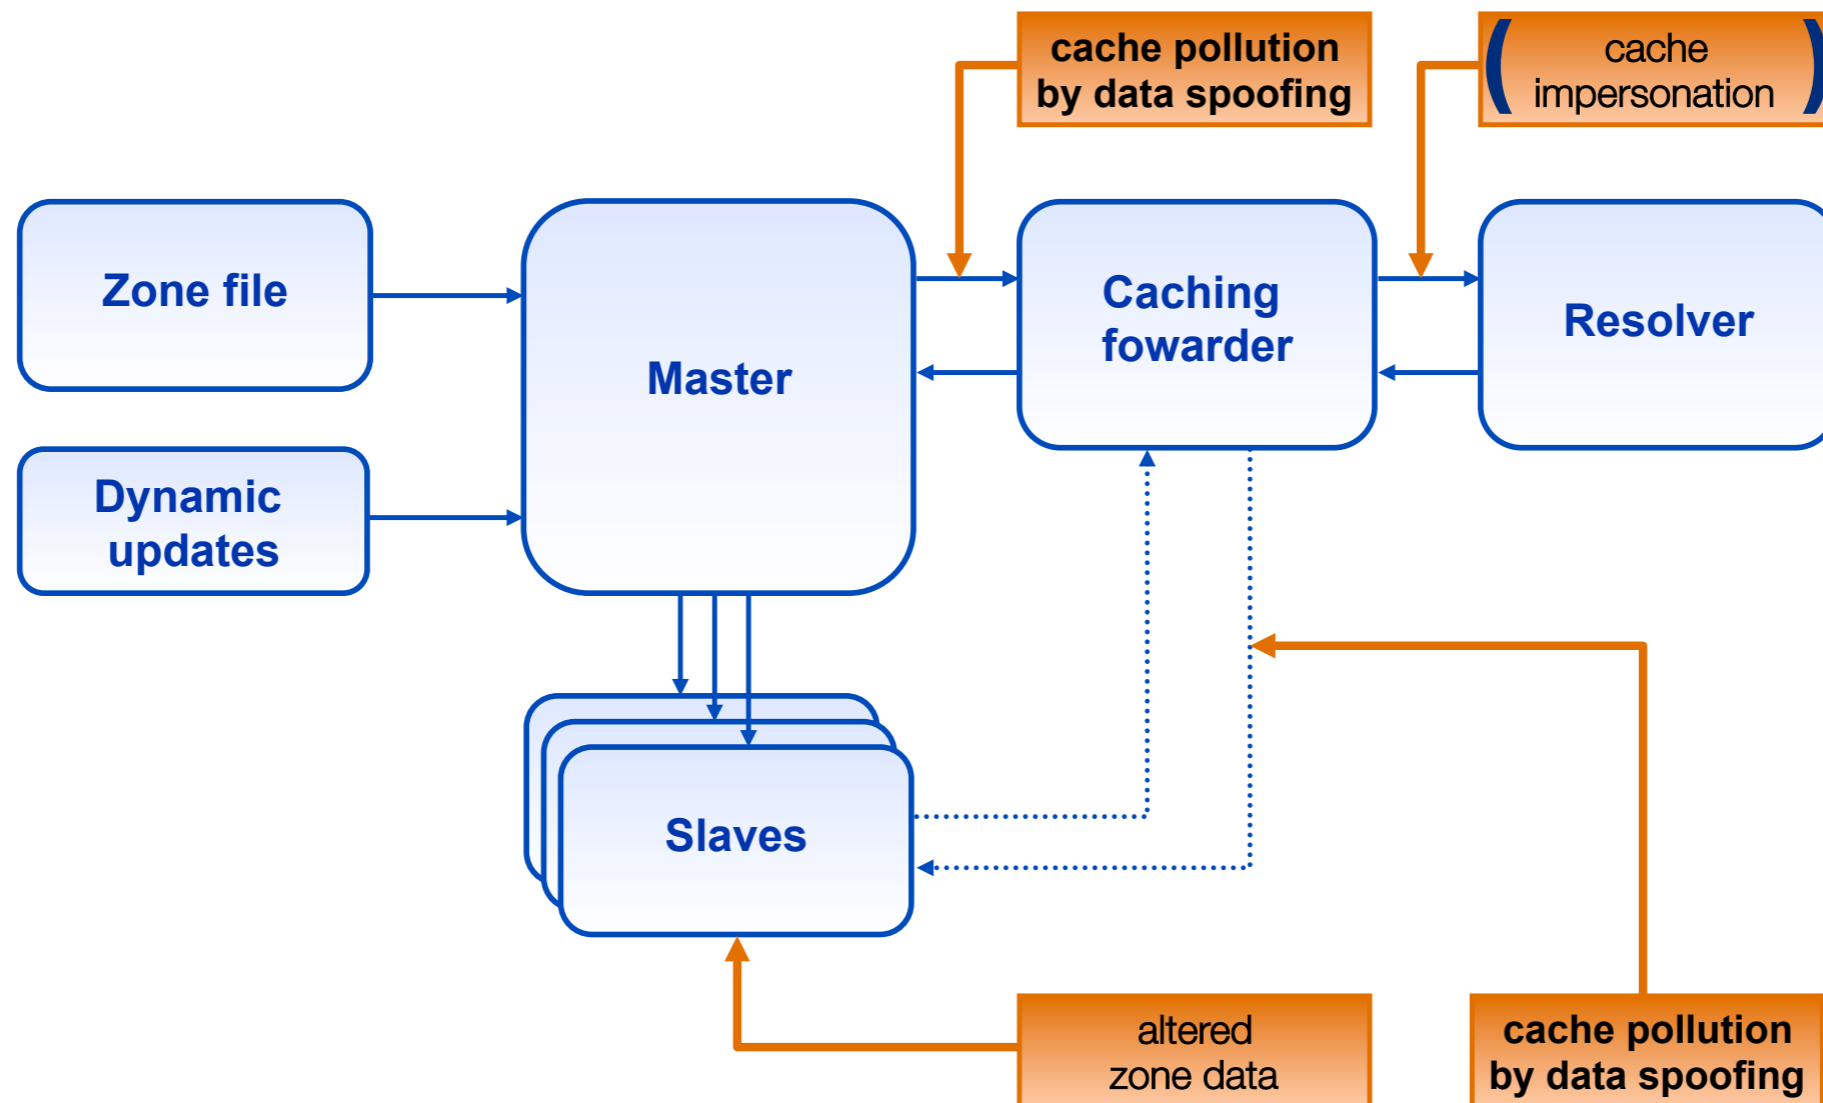 cache pollution
by data spoofing
( cache )
impersonation
Zone file
Master
Caching
fowarder
Resolver
Dynamic
updates
Slaves
altered
zone data
cache pollution
by data spoofing